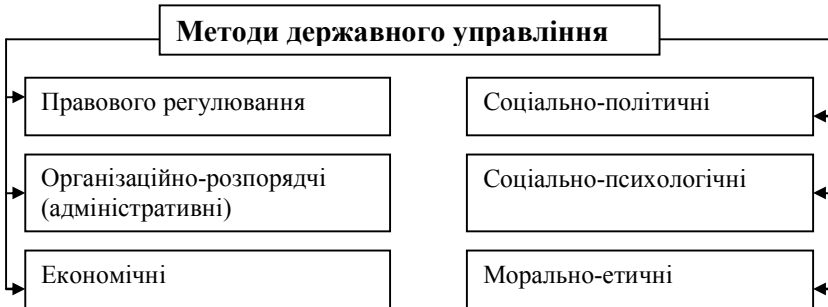 Методи державного управління
Правового регулювання
Соціально-політичні
Організаційно-розпорядчі
(адміністративні)
Соціально-психологічні
Економічні
Морально-етичні